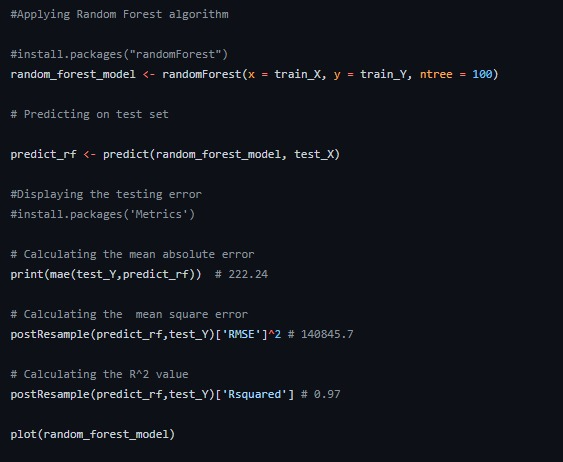 #Applying Random Forest algorithm
#install.packages("randomForest")
random_forest_model <- randomForest(x = train_X, y = train_Y, ntree = 100)
# Predicting on test set
predict_rf <- predict(random_forest_model, test_X)
#Displaying the testing error
#install.packages('Metrics')
# Calculating the mean absolute error
print(mae(test_Y,predict_rf))  # 222.24
# Calculating the  mean square error
postResample(predict_rf,test_Y)['RMSE']^2 # 140845.7
# Calculating the R^2 value
postResample(predict_rf,test_Y)['Rsquared'] # 0.97
plot(random_forest_model)